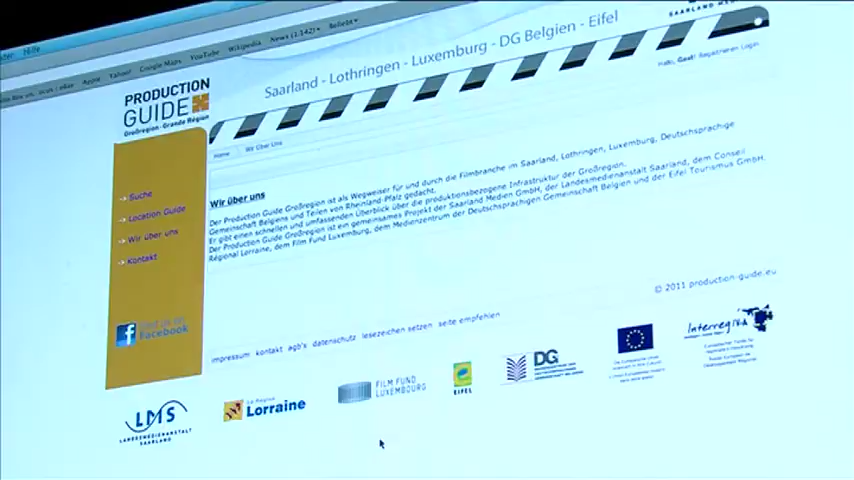 Hilfe
Apple Yahoo! Google Maps YouTube Wikipedia News (1.142) Beliebt
SAARLAND
Saarland - Lothringen - Luxemburg - DG Belgien - Eifel
Hallo, Gast! Registrieren Login
PRODUCTION
GUIDE
Großregion · Grande Région
Home Wir Über Uns
Suche
Location Guide
Wir über uns
Kontakt
Wir über uns
Der Production Guide Großregion ist als Wegweiser für und durch die Filmbranche im Saarland, Lothringen, Luxemburg, Deutschsprachige
Gemeinschaft Belgiens und Teilen von Rheinland-Pfalz gedacht.
Er gibt einen schnellen und umfassenden Überblick über die produktionsbezogene Infrastruktur der Großregion.
Der Production Guide Großregion ist ein gemeinsames Projekt der Saarland Medien GmbH, der Landesmedienanstalt Saarland, dem Conseil
Régional Lorraine, dem Film Fund Luxemburg, dem Medienzentrum der Deutschsprachigen Gemeinschaft Belgien und der Eifel Tourismus GmbH.
© 2011 production-guide.eu
Find us on
Facebook
impressum kontakt agb's datenschutz lesezeichen setzen seite empfehlen
LMS
LANDESMEDIENANSTALT
SAARLAND
La Région
Lorraine
FILM FUND
LUXEMBOURG
EIFEL
DG
Interreg IVA